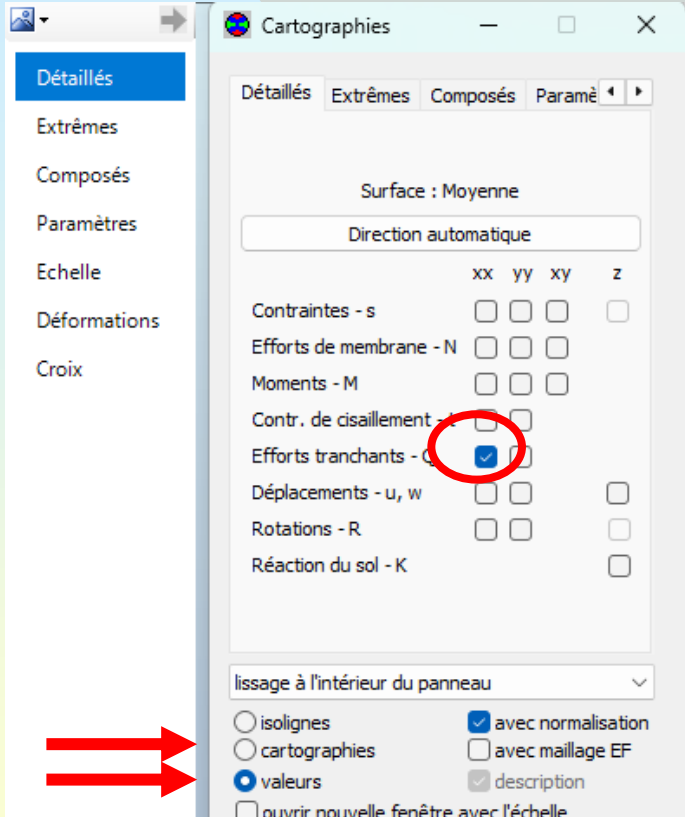 Détaillés
Extrêmes
Composés
Paramètres
Echelle
Déformations
Croix
Cartographies
Détaillés Extrêmes Composés Paramè
Surface : Moyenne
Direction automatique
xx yy xy z
Contraintes - s
Efforts de membrane - N
Moments - M
Contr. de cisaillement -
Efforts tranchants -
Déplacements - u, w
Rotations - R
Réaction du sol - K
lissage à l'intérieur du panneau
isolignes avec normalisation
cartographies avec maillage EF
valeurs description
ouvrir nouvelle fenêtre avec l'échelle